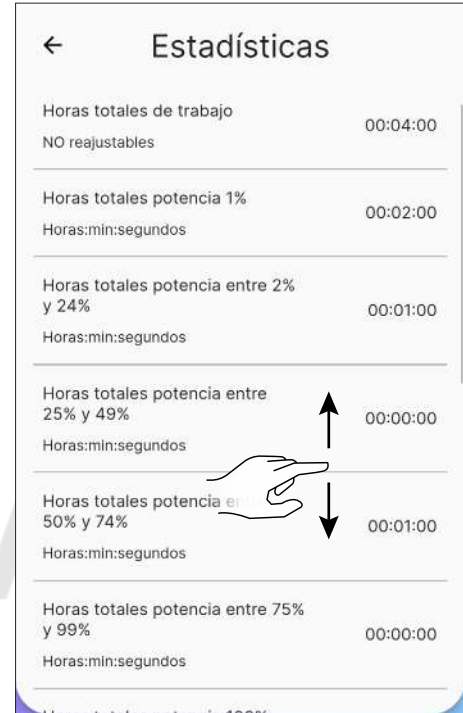 Estadísticas
Horas totales de trabajo
00:04:00
NO reajustables
Horas totales potencia 1%
00:02:00
Horas:min:segundos
Horas totales potencia entre 2%
y 24%
00:01:00
Horas:min:segundos
Horas totales potencia entre
25% y 49%
00:00:00
Horas:min:segundos
Horas totales potencia
50% y 74%
00:01:00
Horas:min:segundos
Horas totales potencia entre 75%
y 99%
00:00:00
Horas:min:segundos